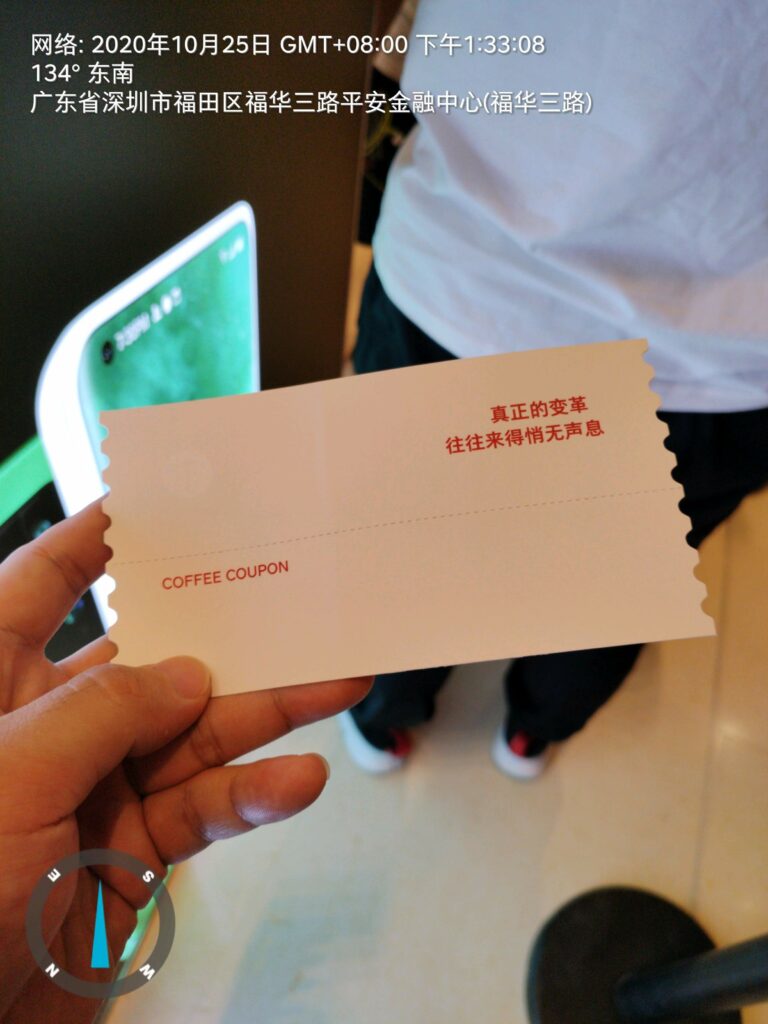 网络: 2020年10月25日 GMT+08:00 下午1:33:08
134° 东南
广东省深圳市福田区福华三路平安金融中心(福华三路)
真正的变革
往往来得悄无声息
COFFEE COUPON
E
S
N
W